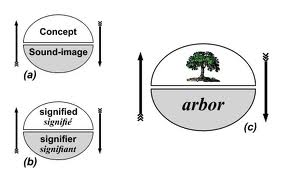 Concept
Sound-image
(a)
signified
signifié
signifier
signifiant
(b)
arbor
(c)